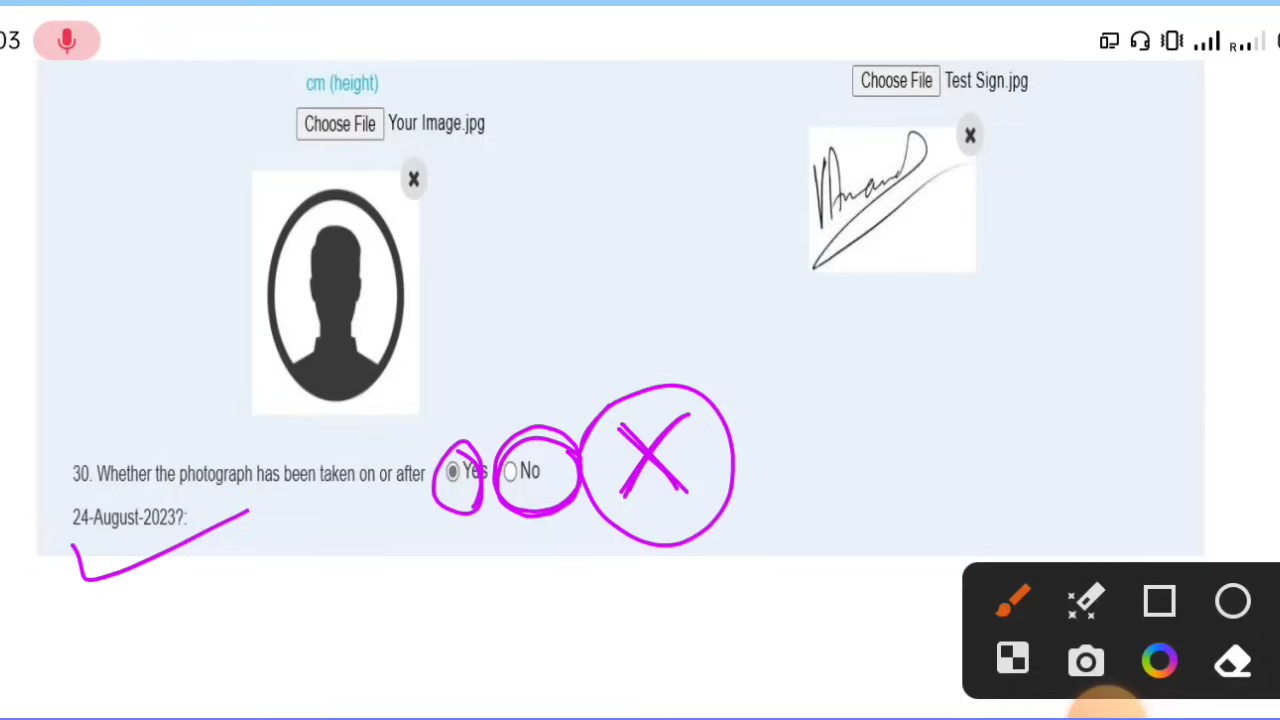 03
R
cm (height)
Choose File Your Image.jpg
Choose File Test Sign.jpg
30. Whether the photograph has been taken on or after
24-August-2023?:
Yes No